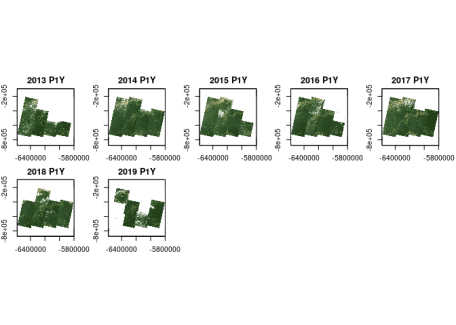 2013 P1Y
2014 P1Y
2015 P1Y
2016 P1Y
2017 P1Y
-8e+05 -2e+05
-8e+05 -2e+05
-8e+05 -2e+05
-8e+05 -2e+05
-8e+05 -2e+05
-6400000 -5800000
-6400000 -5800000
-6400000 -5800000
-6400000 -5800000
-6400000 -5800000
2018 P1Y
2019 P1Y
-8e+05 -2e+05
-8e+05 -2e+05
-6400000 -5800000
-6400000 -5800000